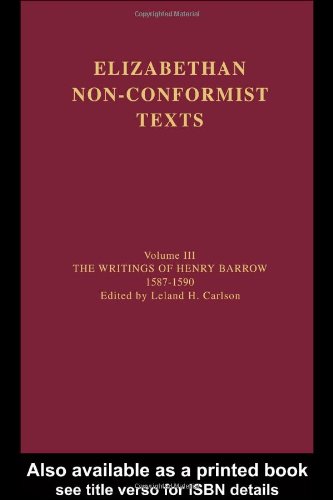 ELIZABETHAN
NON-CONFORMIST
TEXTS
Volume III
THE WRITINGS OF HENRY BARROW
1587-1590
Edited by Leland H. Carlson
Also available as a printed book
see title verso for ISBN details